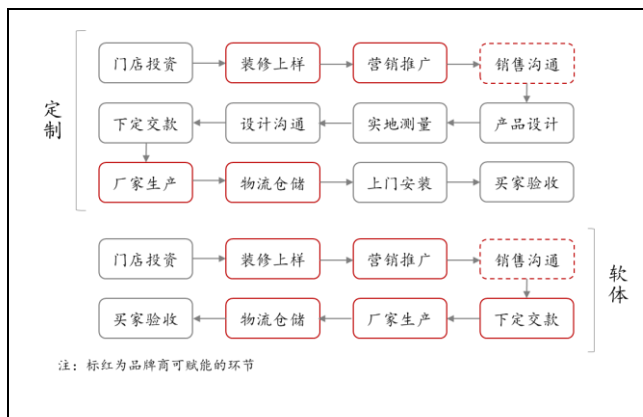 定制
门店投资 装修上样 营销推广 销售沟通
下定交款 设计沟通 实地测量 产品设计
厂家生产 物流仓储 上门安装 买家验收
门店投资 装修上样 营销推广 销售沟通
买家验收 物流仓储 厂家生产 下定交款
软体
注：标红为品牌商可赋能的环节